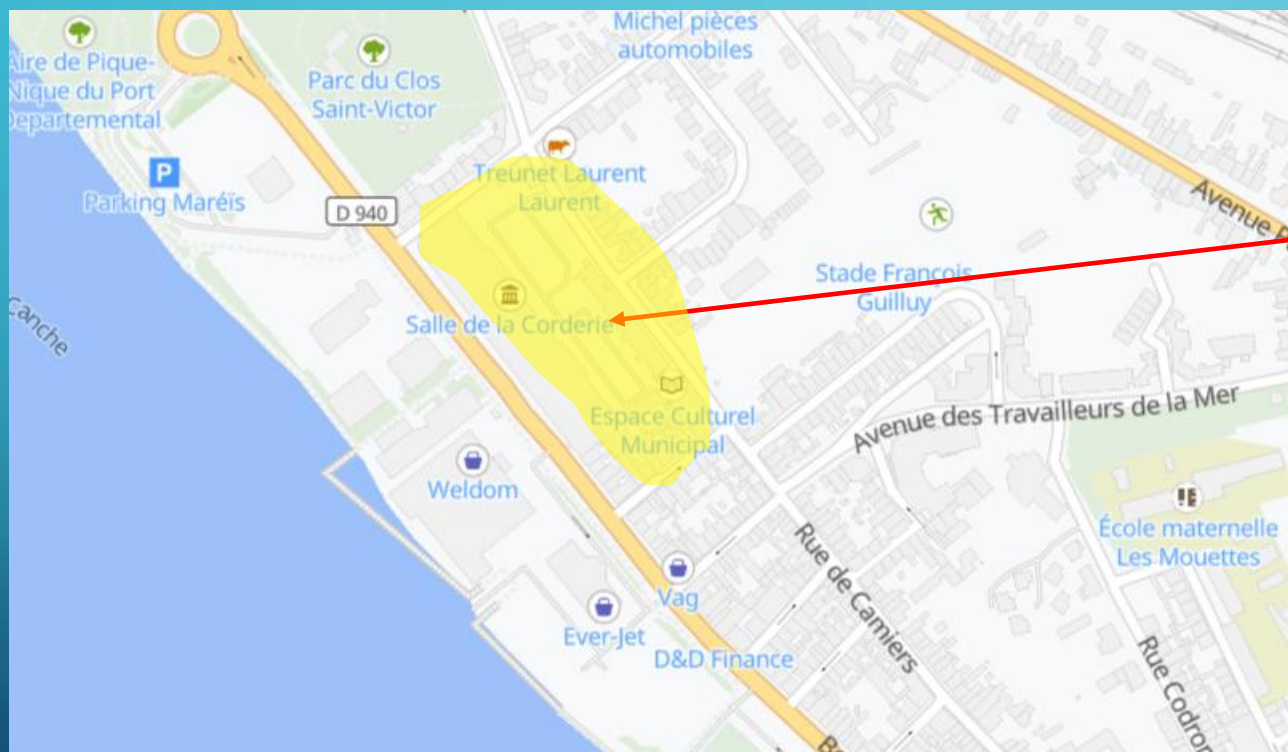 Michel pièces
automobiles
Aire de Pique-
Nique du Port
Departemental
Parc du Clos
Saint-Victor
P
Parking Maréïs
D 940
Treunet Laurent
Laurent
Avenue
Stade François
Guilluy
Canche
Salle de la Corderie
Espace Culturel
Municipal
Avenue des Travailleurs de la Mer
Weldom
École maternelle
Les Mouettes
Rue de Camiers
Vag
Ever-Jet
D&D Finance
Rue Codron